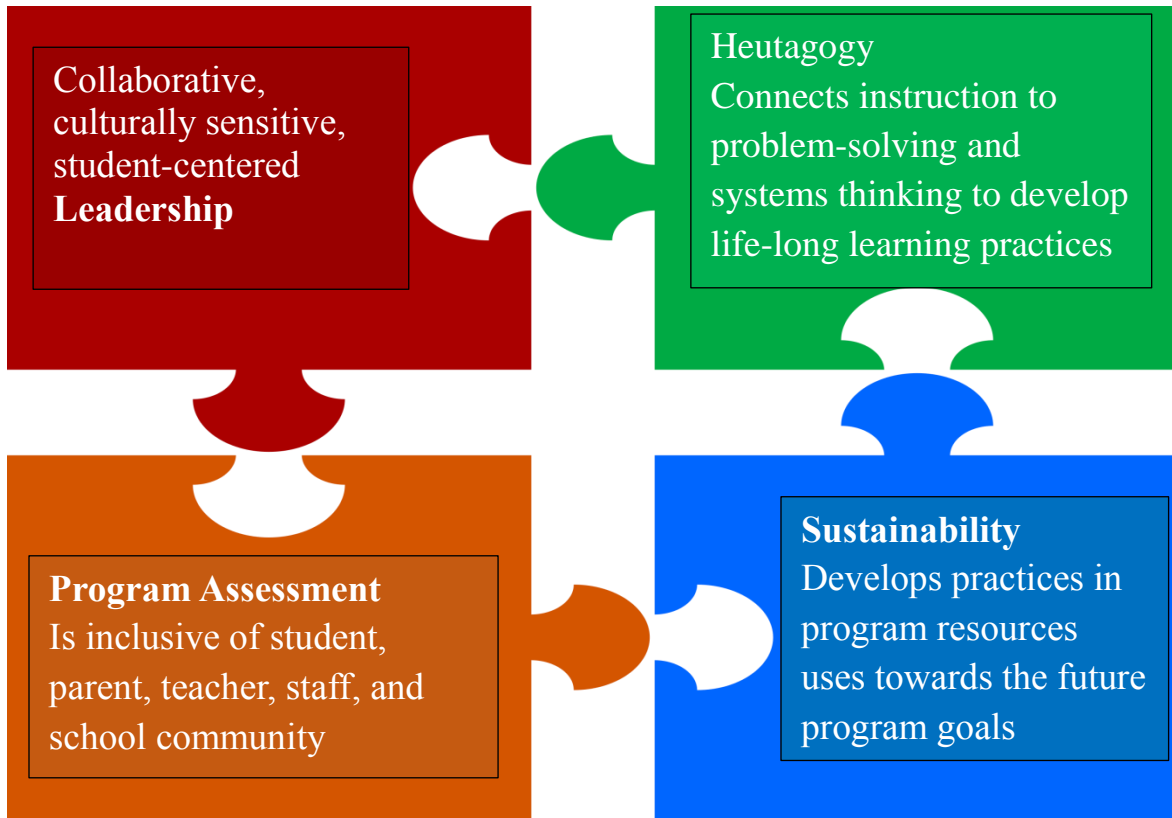 Collaborative,
culturally sensitive,
student-centered
Leadership
Heutagogy
Connects instruction to
problem-solving and
systems thinking to develop
life-long learning practices
Program Assessment
Is inclusive of student,
parent, teacher, staff, and
school community
Sustainability
Develops practices in
program resources
uses towards the future
program goals